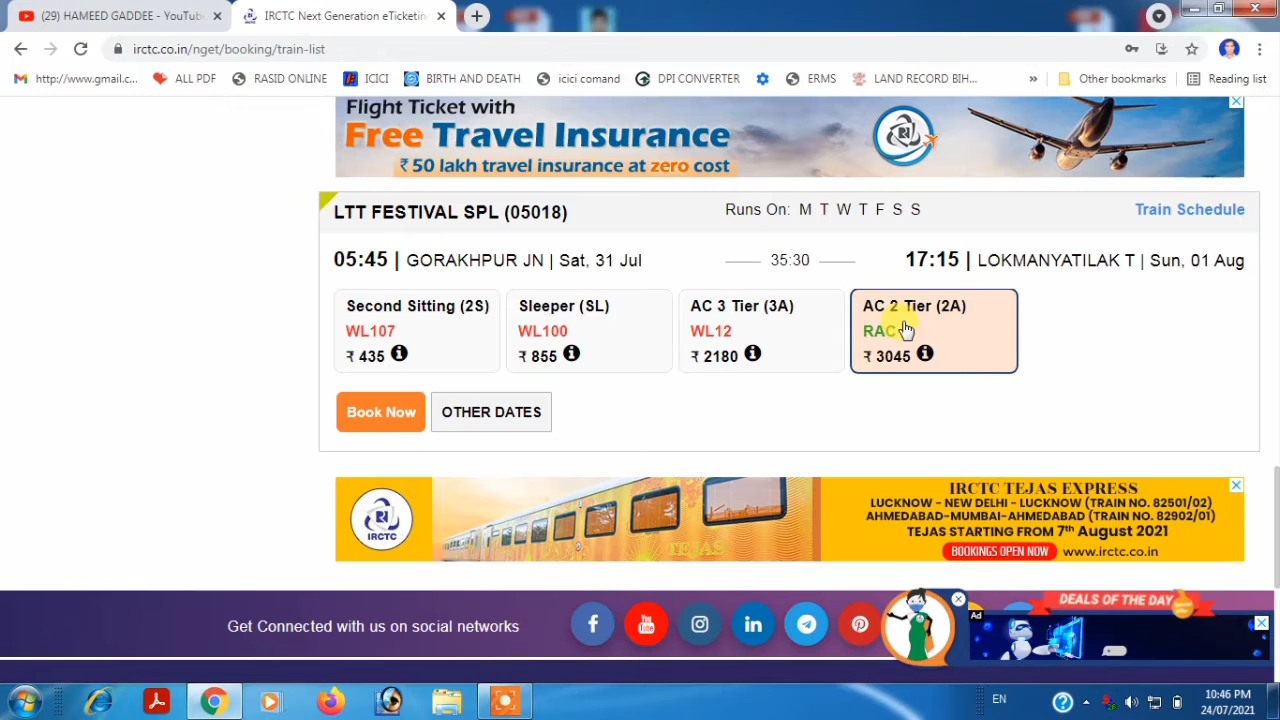 (29) HAMEED GADDEE - YouTube
IRCTC Next Generation eTicketing
irctc.co.in/nget/booking/train-list
http://www.gmail.c...
ALL PDF
RASID ONLINE
ICICI
BIRTH AND DEATH
icici comand
DPI CONVERTER
ERMS
LAND RECORD BIH...
»
Other bookmarks
Reading list
Flight Ticket with
Free Travel Insurance
₹ 50 lakh travel insurance at zero cost
LTT FESTIVAL SPL (05018)
Runs On: M T W T F S S
Train Schedule
05:45 | GORAKHPUR JN | Sat, 31 Jul
35:30
17:15 | LOKMANYATILAK T | Sun, 01 Aug
Second Sitting (2S)
WL107
₹ 435
Sleeper (SL)
WL100
₹ 855
AC 3 Tier (3A)
WL12
₹ 2180
AC 2 Tier (2A)
RAC
₹ 3045
Book Now
OTHER DATES
IRCTC
IRCTC TEJAS EXPRESS
LUCKNOW - NEW DELHI - LUCKNOW (TRAIN NO. 82501/02)
AHMEDABAD-MUMBAI-AHMEDABAD (TRAIN NO. 82902/01)
TEJAS STARTING FROM 7th August 2021
BOOKINGS OPEN NOW
www.irctc.co.in
TEJAS
Get Connected with us on social networks
DEALS OF THE DAY
Ad
EN
10:46 PM
24/07/2021